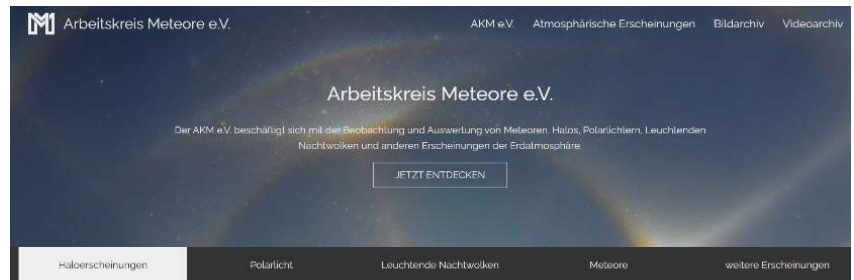 Arbeitskreis Meteore e.V.
AKM e.V. Atmosphärische Erscheinungen Bildarchiv Videoarchiv
Arbeitskreis Meteore e.V.
Der AKM e.V. beschäftigt sich mit der Beobachtung und Auswertung von Meteoren, Halos, Polarlichtern, Leuchtenden
Nachtwolken und anderen Erscheinungen der Erdatmosphäre.
JETZT ENTDECKEN
Haloerscheinungen Polarlicht Leuchtende Nachtwolken Meteore weitere Erscheinungen